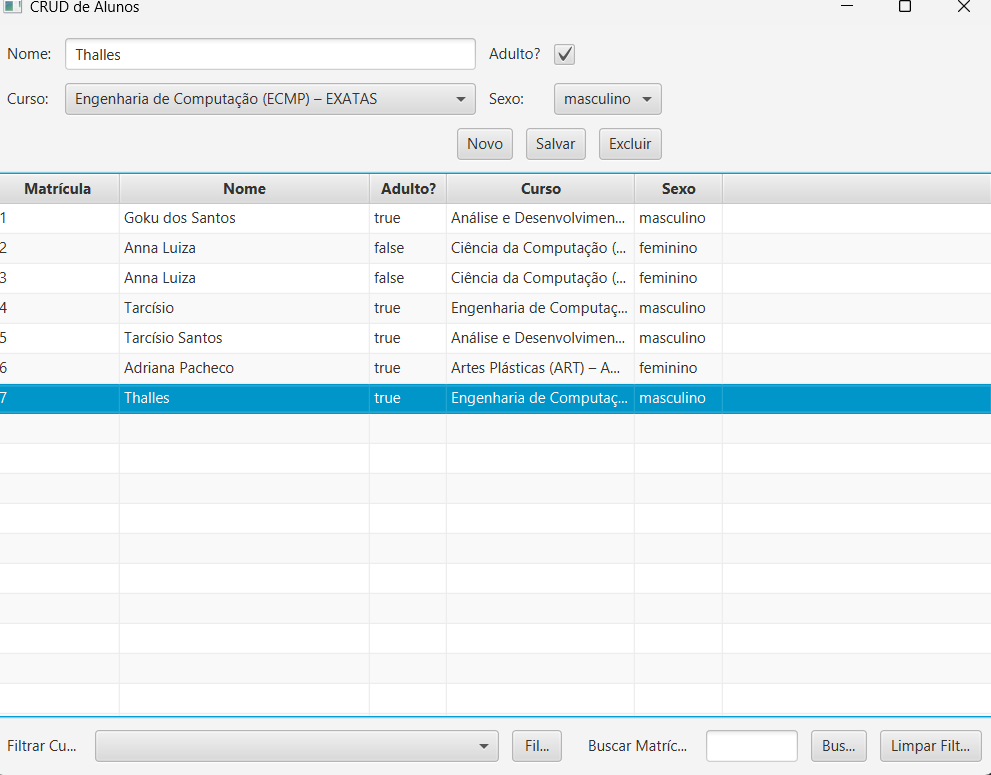 CRUD de Alunos
Nome: Thalles Adulto?
Curso: Engenharia de Computação (ECMP) – EXATAS Sexo: masculino
Novo Salvar Excluir
Matrícula Nome Adulto? Curso Sexo
1 Goku dos Santos true Análise e Desenvolvimen... masculino
2 Anna Luiza false Ciência da Computação (... feminino
3 Anna Luiza false Ciência da Computação (... feminino
4 Tarcísio true Engenharia de Computaç... masculino
5 Tarcísio Santos true Análise e Desenvolvimen... masculino
6 Adriana Pacheco true Artes Plásticas (ART) – A... feminino
7 Thalles true Engenharia de Computaç... masculino
Filtrar Cu... Fil... Buscar Matríc... Bus... Limpar Filt...